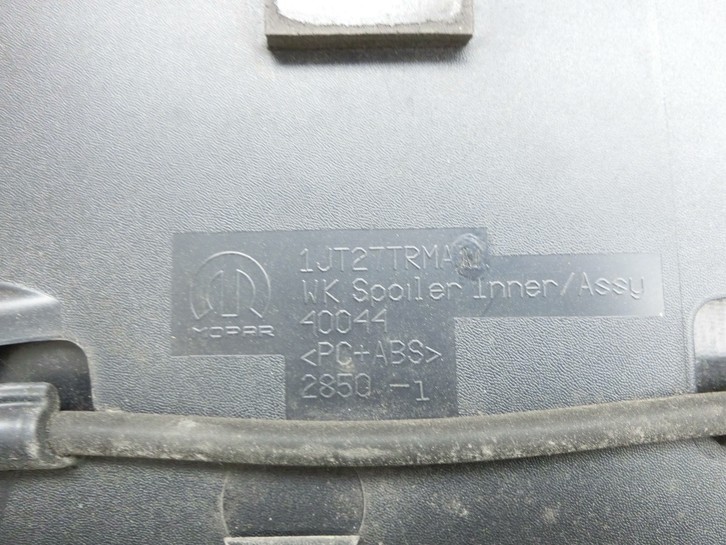 MOPAR
1JT27TRMA
WK Spoiler Inner/Assy
40044
<PC+ABS>
2850 -1